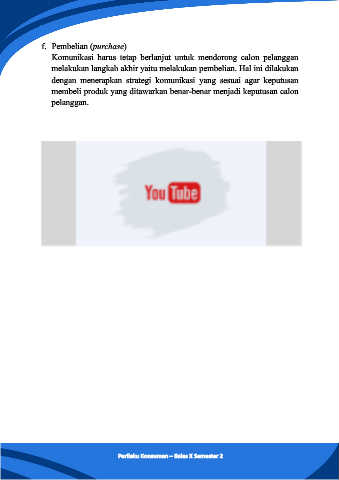 f. Pembelian (purchase)
Komunikasi harus tetap berlanjut untuk mendorong calon pelanggan
melakukan langkah akhir yaitu melakukan pembelian. Hal ini dilakukan
dengan menerapkan strategi komunikasi yang sesuai agar keputusan
membeli produk yang ditawarkan benar-benar menjadi keputusan calon
pelanggan.
YouTube
Perilaku Konsumen – Kelas X Semester 2